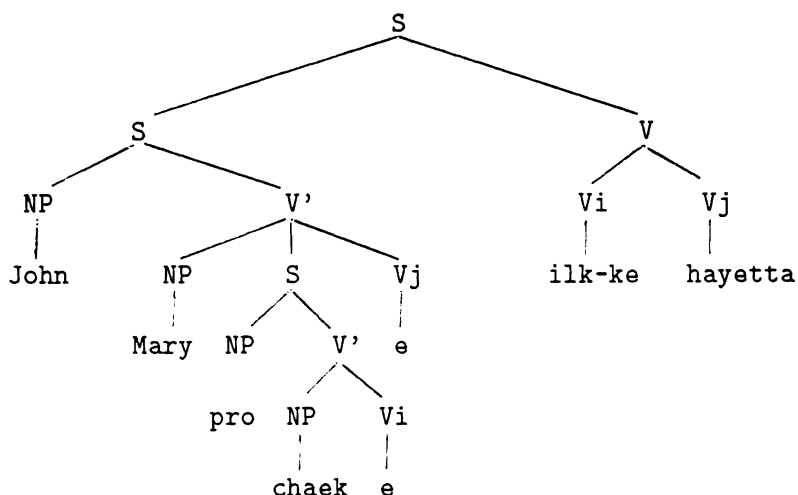 S
S V
NP V' Vi Vj
John NP S Vj ilk-ke hayetta
Mary NP V' e
pro NP Vi
chaek e